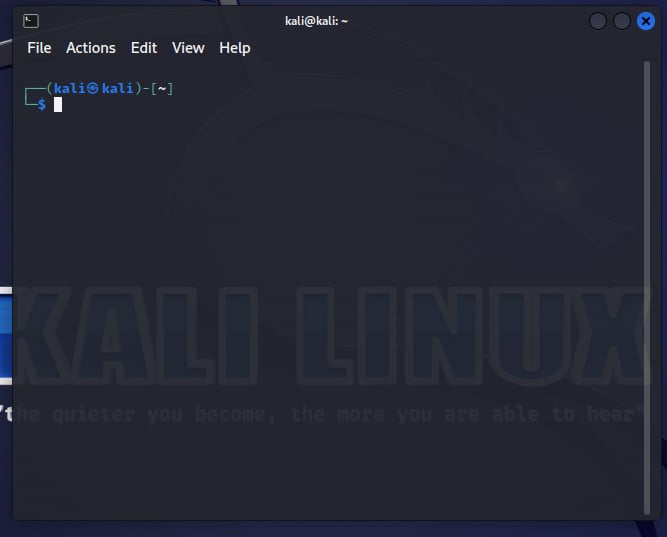 kali@kali: ~
File Actions Edit View Help
┌──(kali㉿kali)-[~]
└─$
KALI LINUX
"the quieter you become, the more you are able to hear"